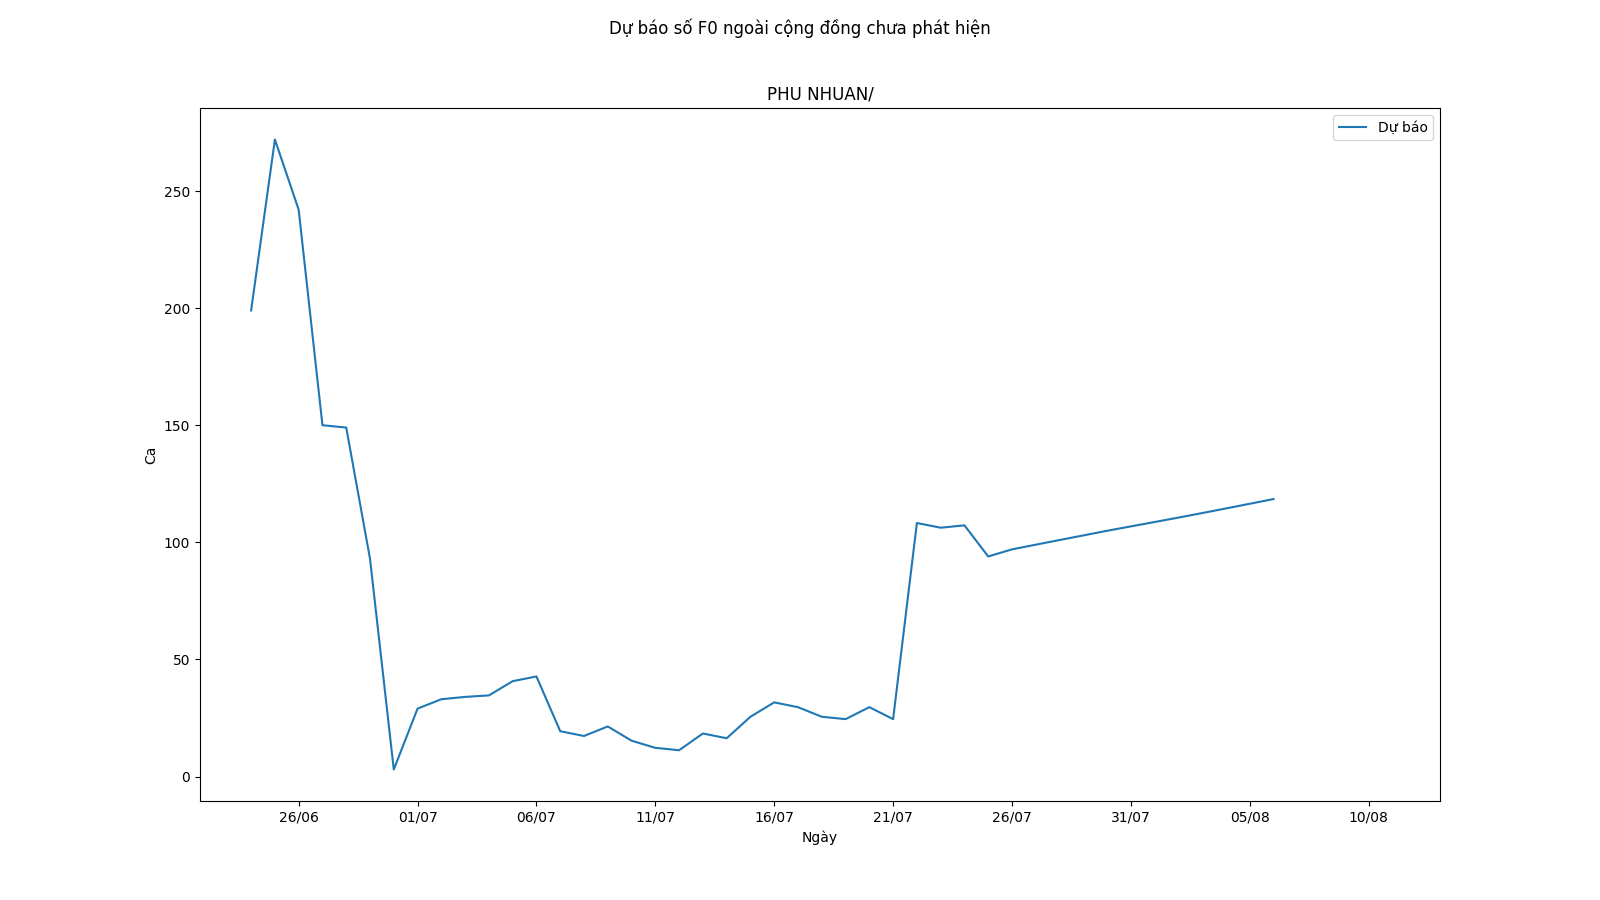 Dự báo số F0 ngoài cộng đồng chưa phát hiện
PHU NHUAN/
Dự báo
250
200
150
100
50
0
Ca
26/06 01/07 06/07 11/07 16/07 21/07 26/07 31/07 05/08 10/08
Ngày